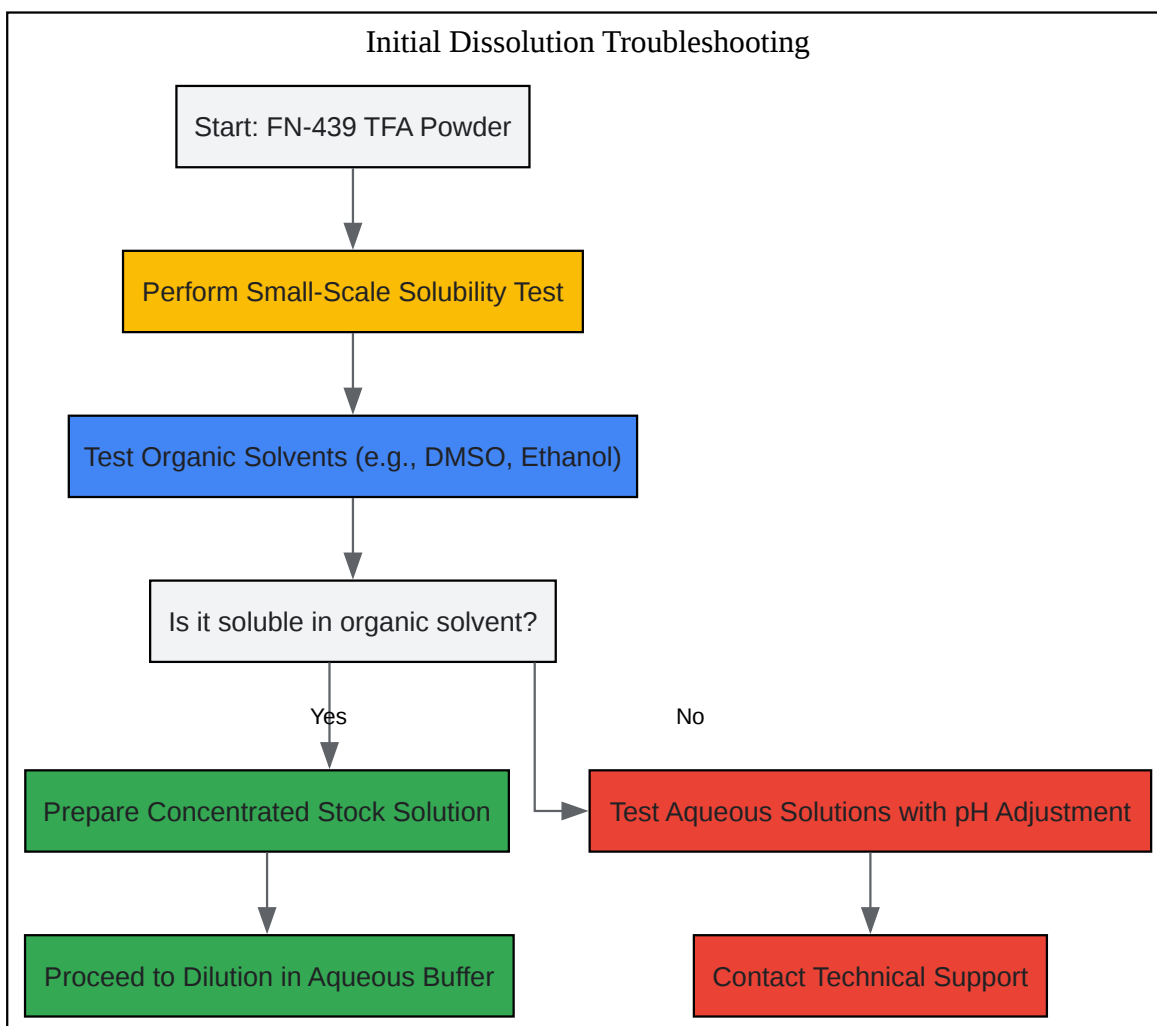 Initial Dissolution Troubleshooting
Start: FN-439 TFA Powder
Perform Small-Scale Solubility Test
Test Organic Solvents (e.g., DMSO, Ethanol)
Is it soluble in organic solvent?
Yes
No
Prepare Concentrated Stock Solution
Test Aqueous Solutions with pH Adjustment
Proceed to Dilution in Aqueous Buffer
Contact Technical Support